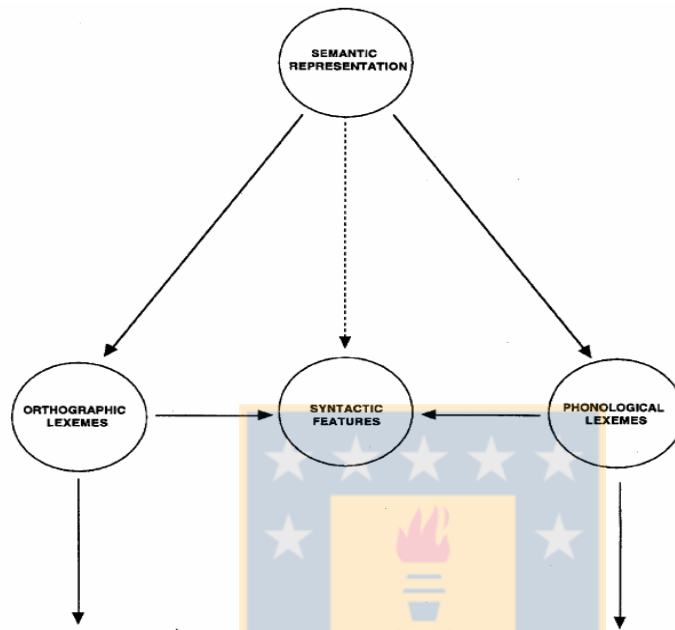 SEMANTIC
REPRESENTATION
ORTHOGRAPHIC
LEXEMES
SYNTACTIC
FEATURES
PHONOLOGICAL
LEXEMES